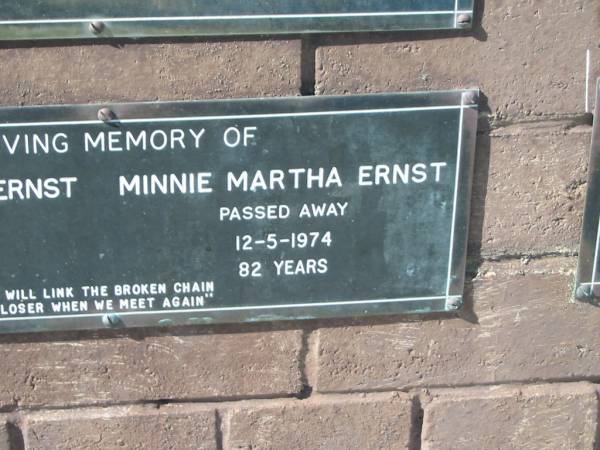 VING MEMORY OF
ERNST MINNIE MARTHA ERNST
PASSED AWAY
12-5-1974
82 YEARS
WILL LINK THE BROKEN CHAIN
LOSER WHEN WE MEET AGAIN"